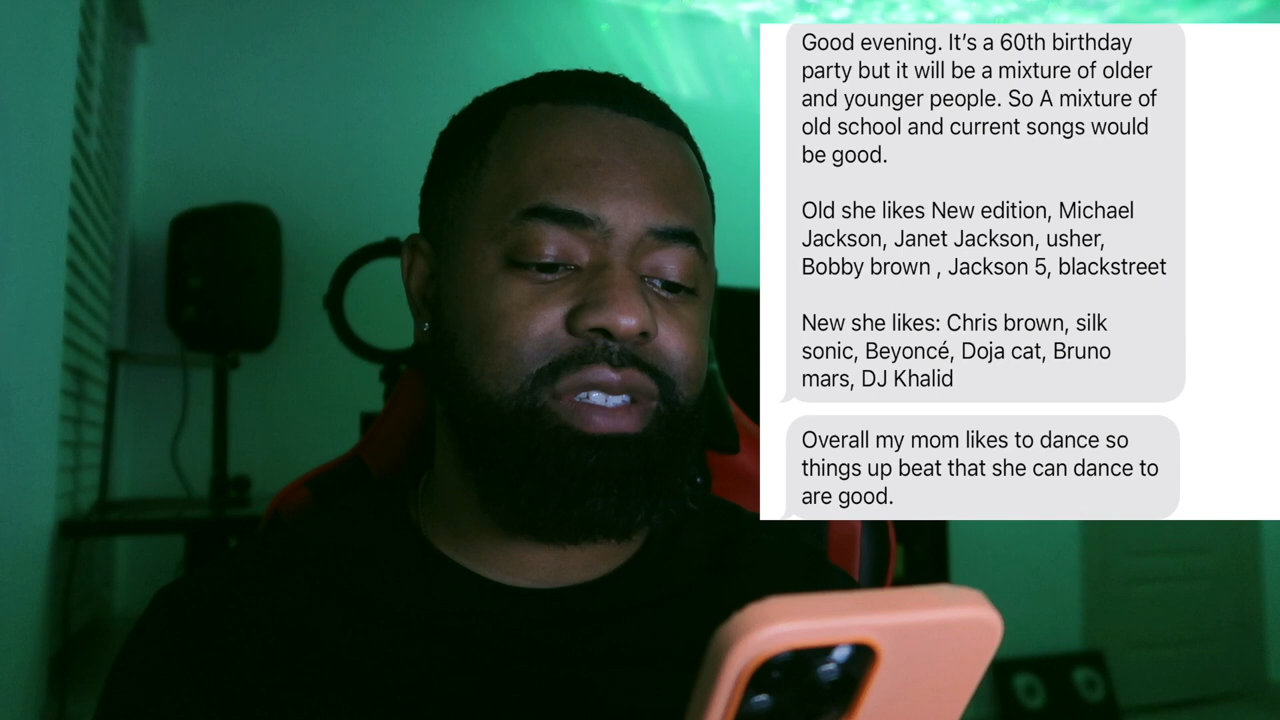 Good evening. It's a 60th birthday
party but it will be a mixture of older
and younger people. So A mixture of
old school and current songs would
be good.
Old she likes New edition, Michael
Jackson, Janet Jackson, usher,
Bobby brown , Jackson 5, blackstreet
New she likes: Chris brown, silk
sonic, Beyoncé, Doja cat, Bruno
mars, DJ Khalid
Overall my mom likes to dance so
things up beat that she can dance to
are good.